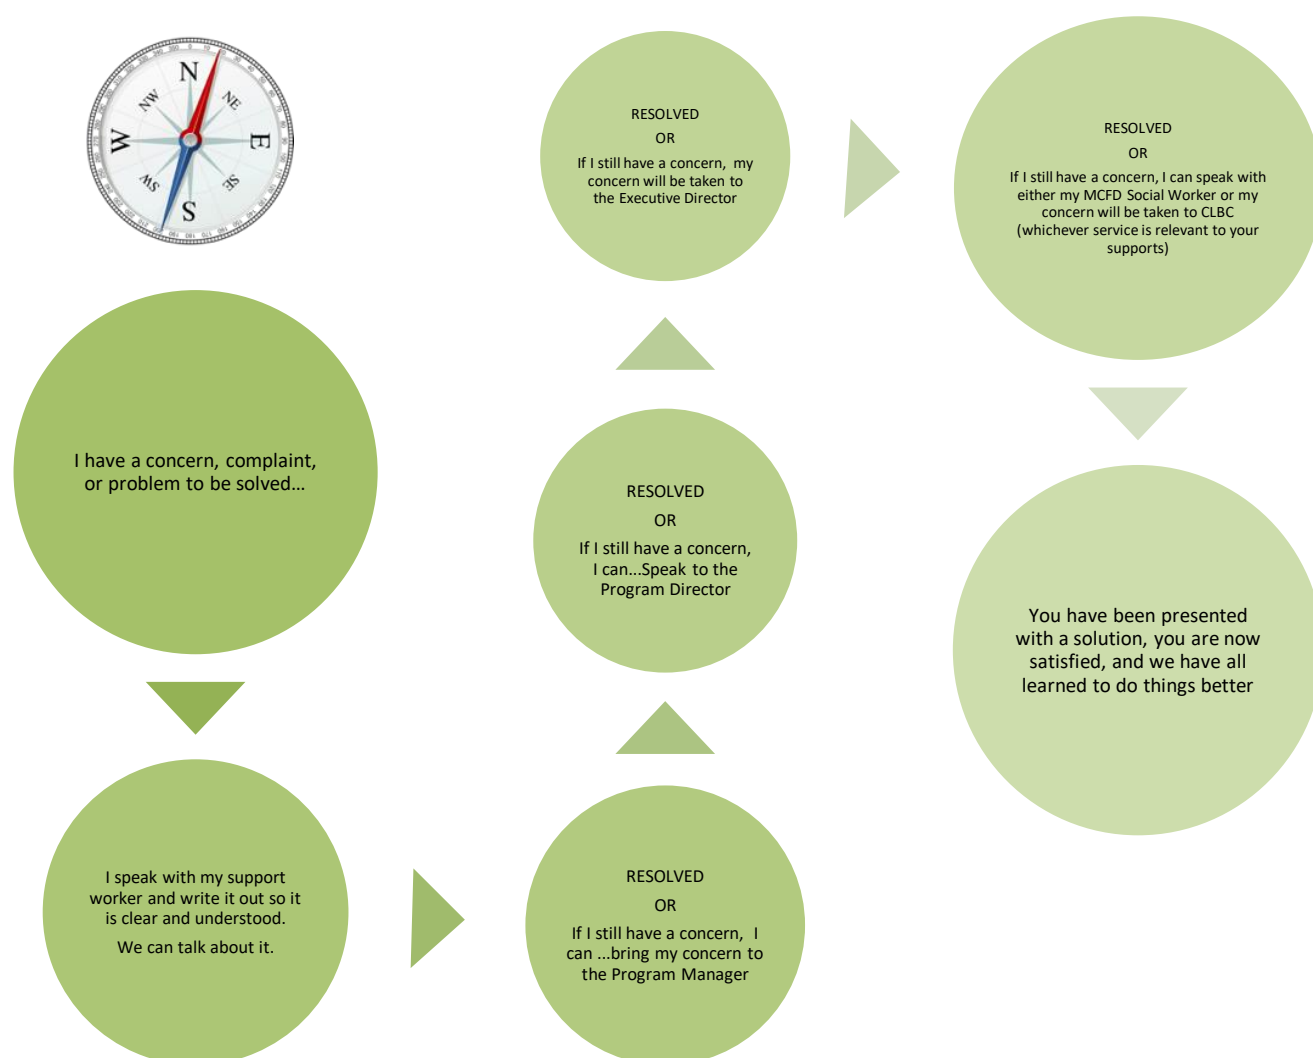 N
NE
E
SE
S
SW
W
NW
I have a concern, complaint,
or problem to be solved...
I speak with my support
worker and write it out so it
is clear and understood.
We can talk about it.
RESOLVED
OR
If I still have a concern,  I
can ...bring my concern to
the Program Manager
RESOLVED
OR
If I still have a concern,
I can...Speak to the
Program Director
RESOLVED
OR
If I still have a concern,  my
concern will be taken to
the Executive Director
RESOLVED
OR
If I still have a concern, I can speak with
either my MCFD Social Worker or my
concern will be taken to CLBC
(whichever service is relevant to your
supports)
You have been presented
with a solution, you are now
satisfied, and we have all
learned to do things better